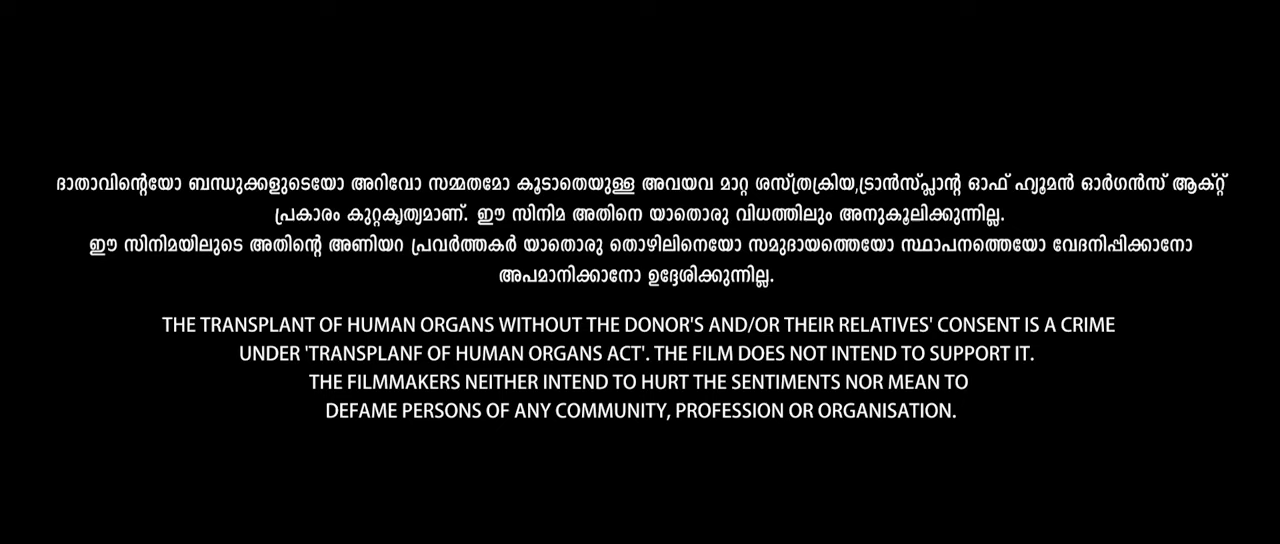 ദാതാവിന്റെയോ ബന്ധുക്കളുടെയോ അറിവോ സമ്മതമോ കൂടാതെയുള്ള അവയവ മാറ്റ ശസ്ത്രക്രിയ,ട്രാൻസ്പ്ലാന്റ് ഓഫ് ഹ്യൂമൻ ഓർഗൻസ് ആക്റ്റ്
പ്രകാരം കുറ്റകൃത്യമാണ്. ഈ സിനിമ അതിനെ യാതൊരു വിധത്തിലും അനുകൂലിക്കുന്നില്ല.
ഈ സിനിമയിലുടെ അതിന്റെ അണിയറ പ്രവർത്തകർ യാതൊരു തൊഴിലിനെയോ സമുദായത്തെയോ സ്ഥാപനത്തെയോ വേദനിപ്പിക്കാനോ
അപമാനിക്കാനോ ഉദ്ദേശിക്കുന്നില്ല.
THE TRANSPLANT OF HUMAN ORGANS WITHOUT THE DONOR'S AND/OR THEIR RELATIVES' CONSENT IS A CRIME
UNDER 'TRANSPLANF OF HUMAN ORGANS ACT'. THE FILM DOES NOT INTEND TO SUPPORT IT.
THE FILMMAKERS NEITHER INTEND TO HURT THE SENTIMENTS NOR MEAN TO
DEFAME PERSONS OF ANY COMMUNITY, PROFESSION OR ORGANISATION.